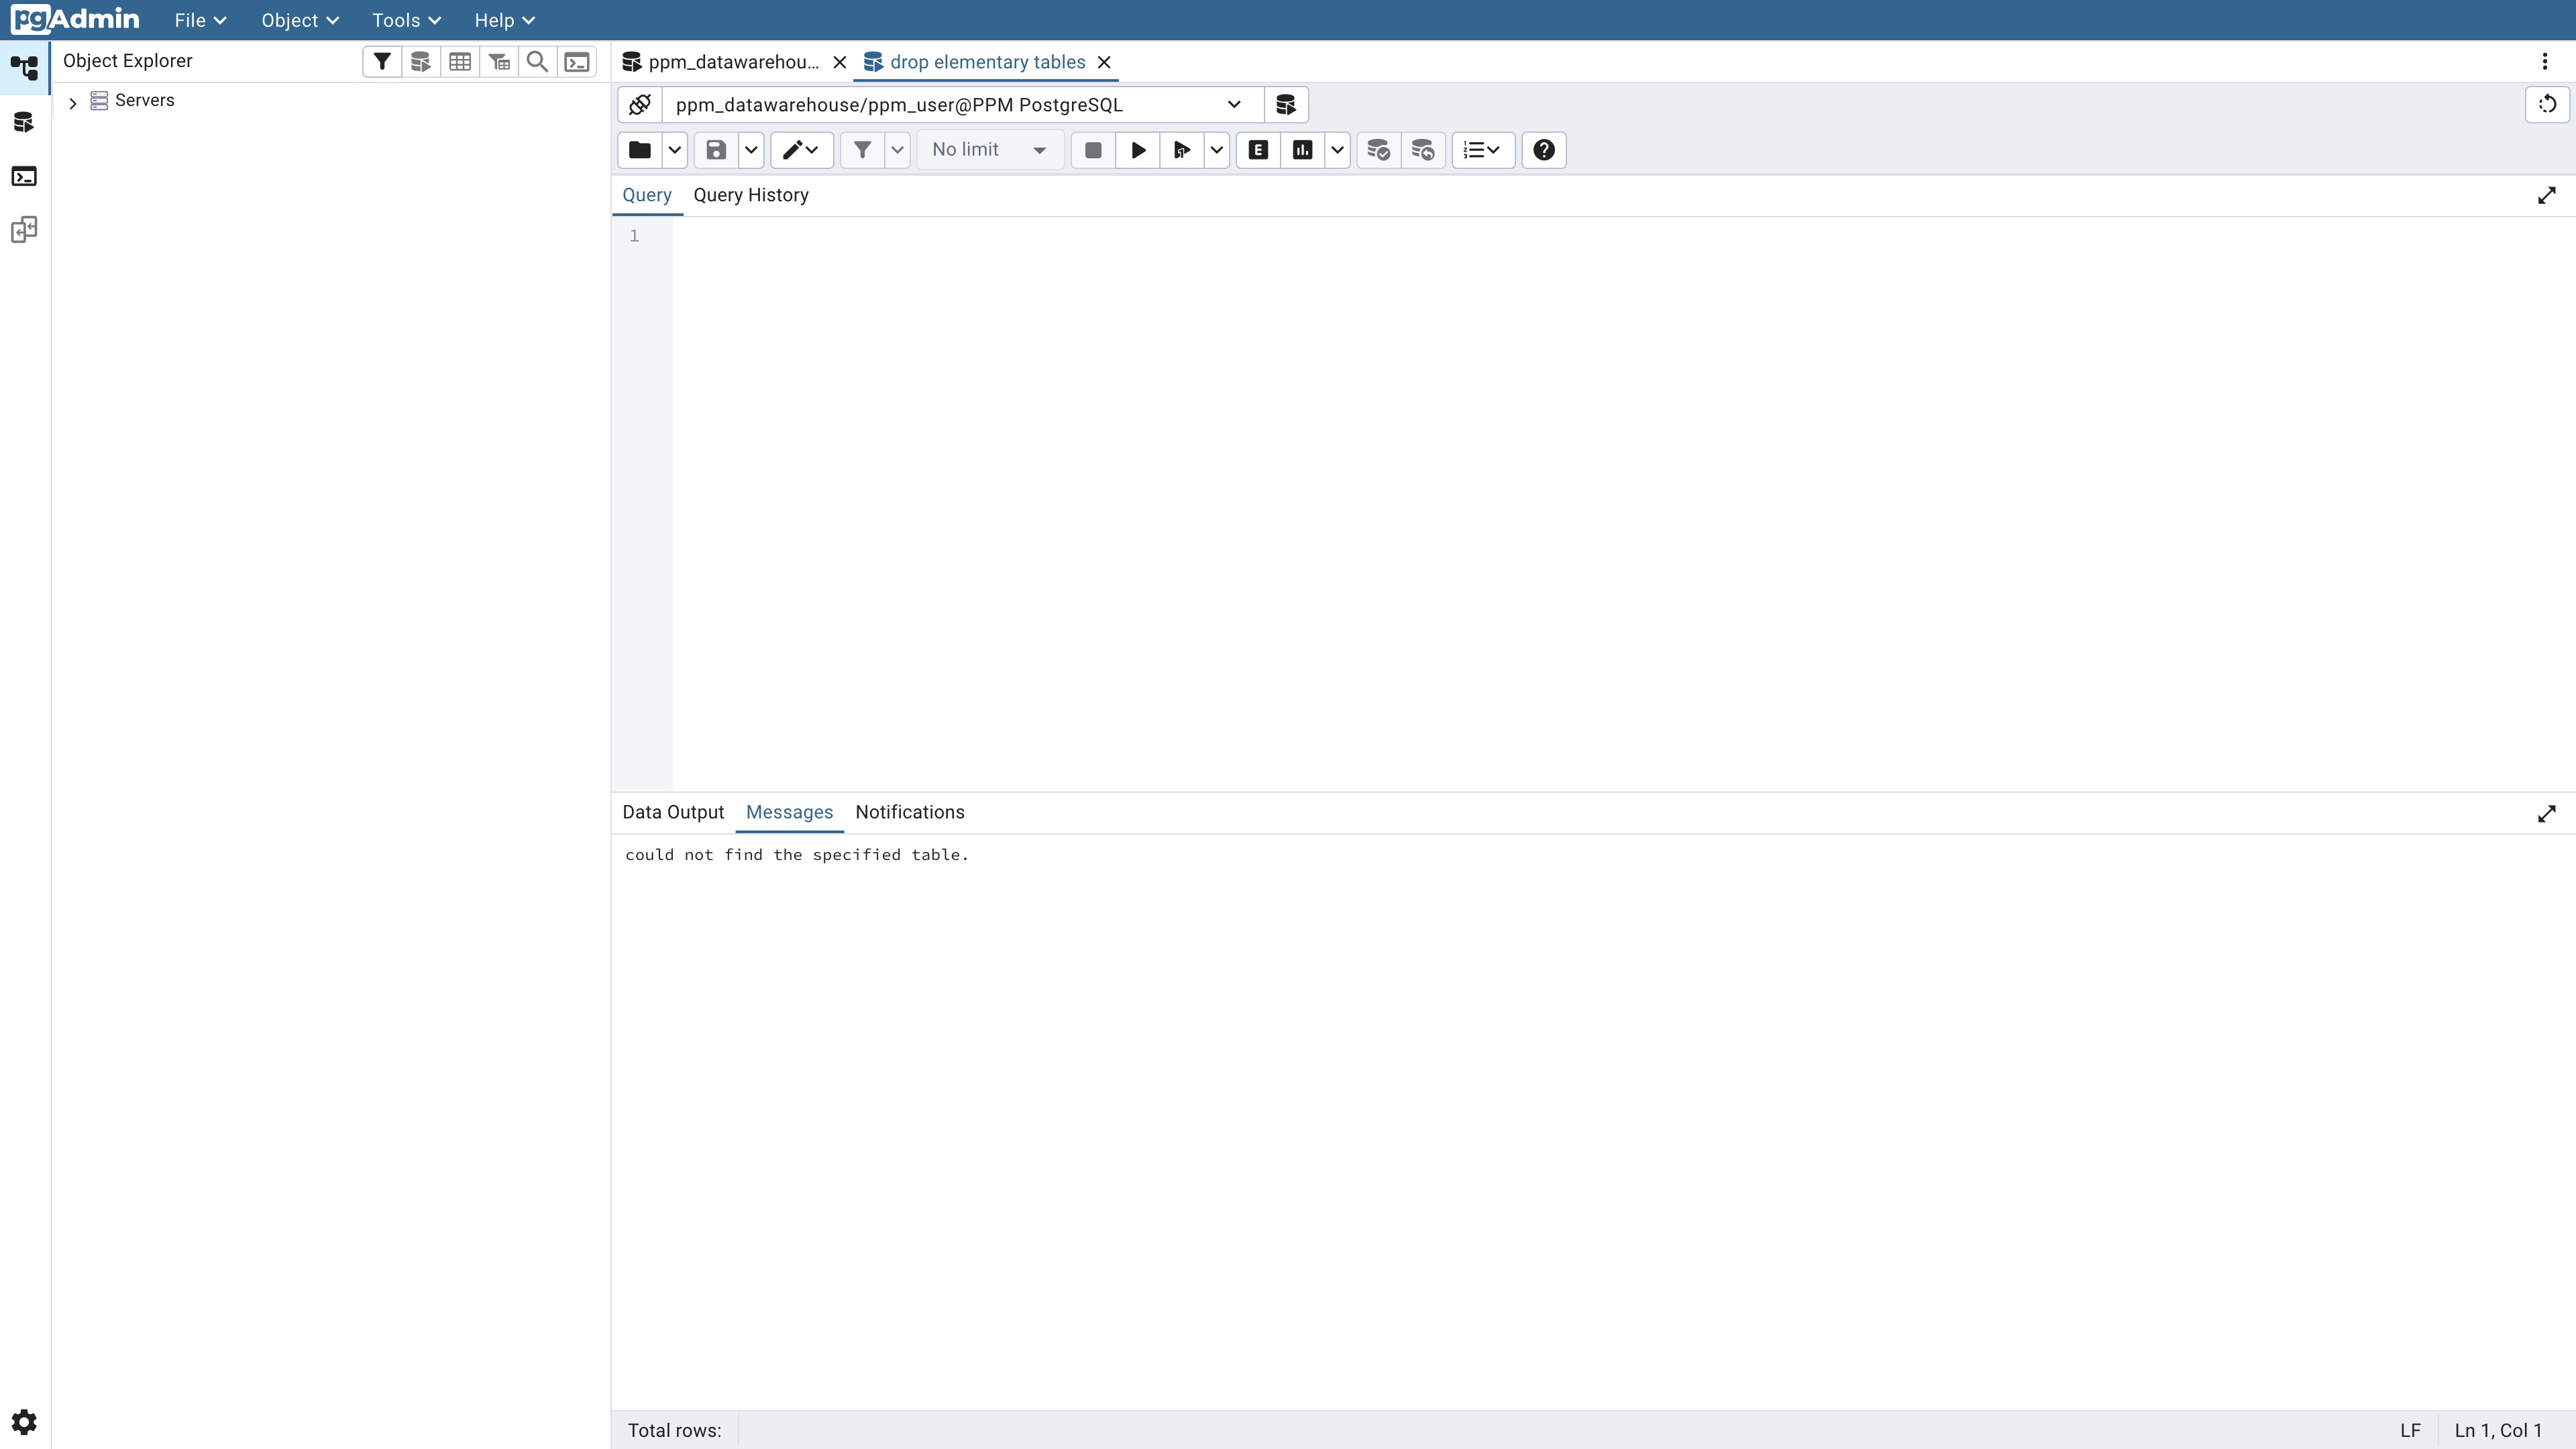 pgAdmin File Object Tools Help
Object Explorer
Servers
ppm_datawarehou... drop elementary tables
ppm_datawarehouse/ppm_user@PPM PostgreSQL
No limit E
Query Query History
1
Data Output Messages Notifications
could not find the specified table.
Total rows: LF Ln 1, Col 1